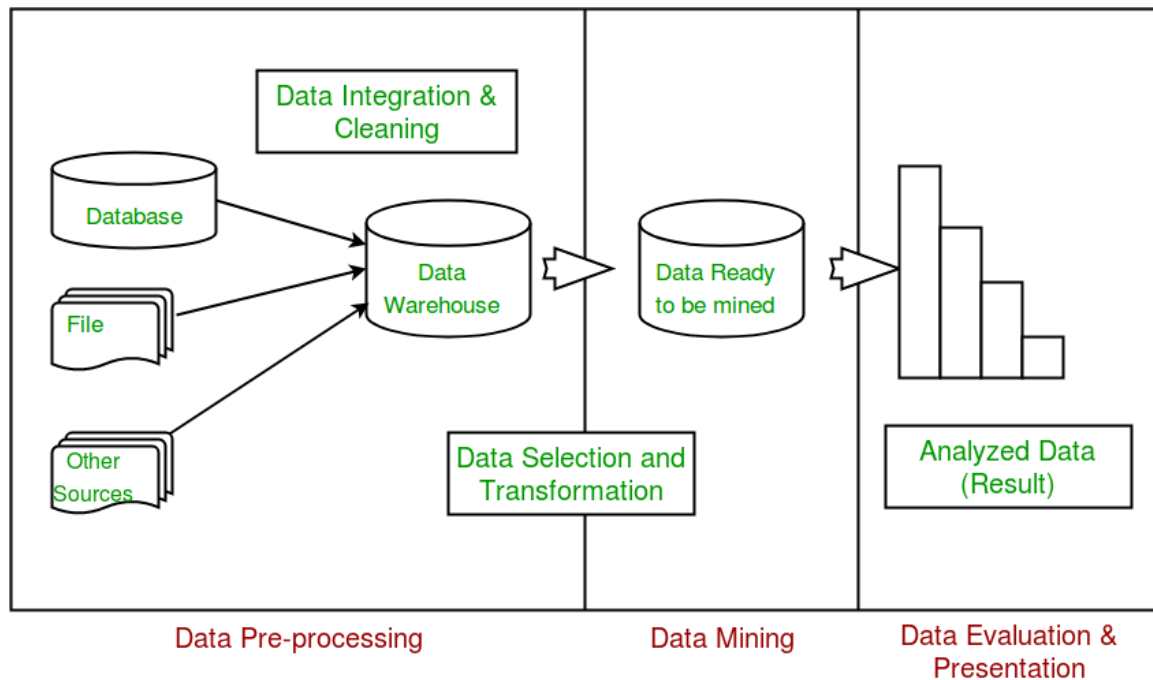 Data Integration &
Cleaning
Database
Data
Warehouse
File
Other
Sources
Data Ready
to be mined
Data Selection and
Transformation
Analyzed Data
(Result)
Data Pre-processing
Data Mining
Data Evaluation &
Presentation